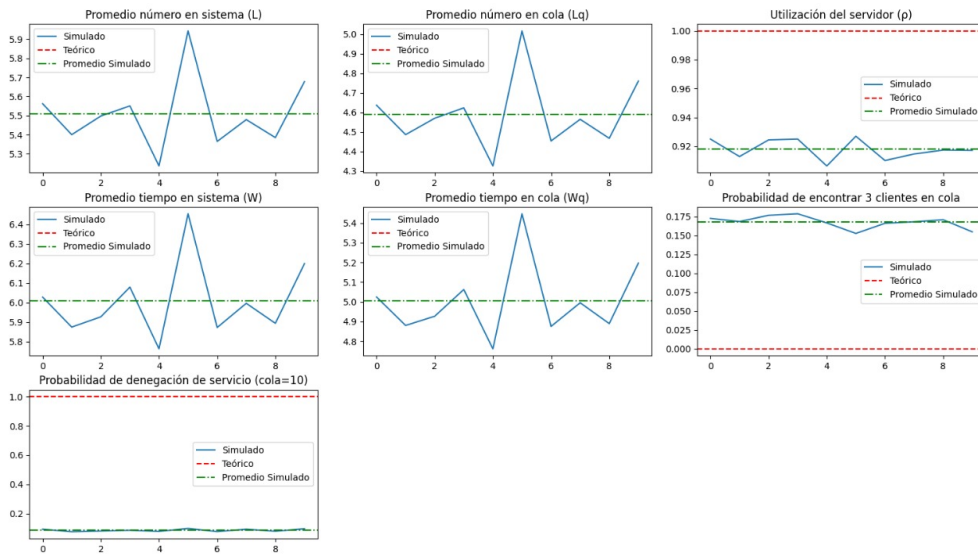 Promedio número en sistema (L)
5.9
5.8
5.7
5.6
5.5
5.4
5.3
0 2 4 6 8
Simulado
Teórico
Promedio Simulado
Promedio número en cola (Lq)
5.0
4.9
4.8
4.7
4.6
4.5
4.4
4.3
0 2 4 6 8
Simulado
Teórico
Promedio Simulado
Utilización del servidor (ρ)
1.00
0.98
0.96
0.94
0.92
0 2 4 6 8
Simulado
Teórico
Promedio Simulado
Promedio tiempo en sistema (W)
6.4
6.3
6.2
6.1
6.0
5.9
5.8
0 2 4 6 8
Simulado
Teórico
Promedio Simulado
Promedio tiempo en cola (Wq)
5.4
5.3
5.2
5.1
5.0
4.9
4.8
0 2 4 6 8
Simulado
Teórico
Promedio Simulado
Probabilidad de encontrar 3 clientes en cola
0.175
0.150
0.125
0.100
0.075
0.050
0.025
0.000
0 2 4 6 8
Simulado
Teórico
Promedio Simulado
Probabilidad de denegación de servicio (cola=10)
1.0
0.8
0.6
0.4
0.2
0 2 4 6 8
Simulado
Teórico
Promedio Simulado